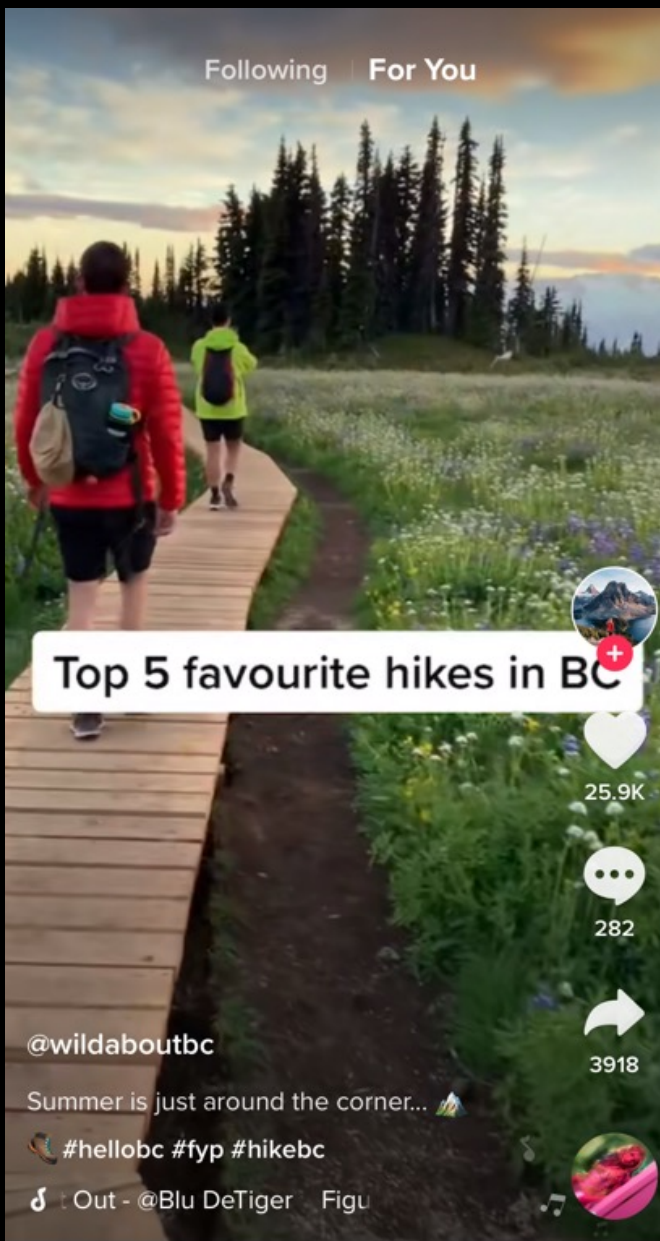 Following For You
Top 5 favourite hikes in BC
25.9K
282
3918
@wildaboutbc
Summer is just around the corner... 🏔️
🥾 #hellobc #fyp #hikebc
Out - @Blu DeTiger Figu